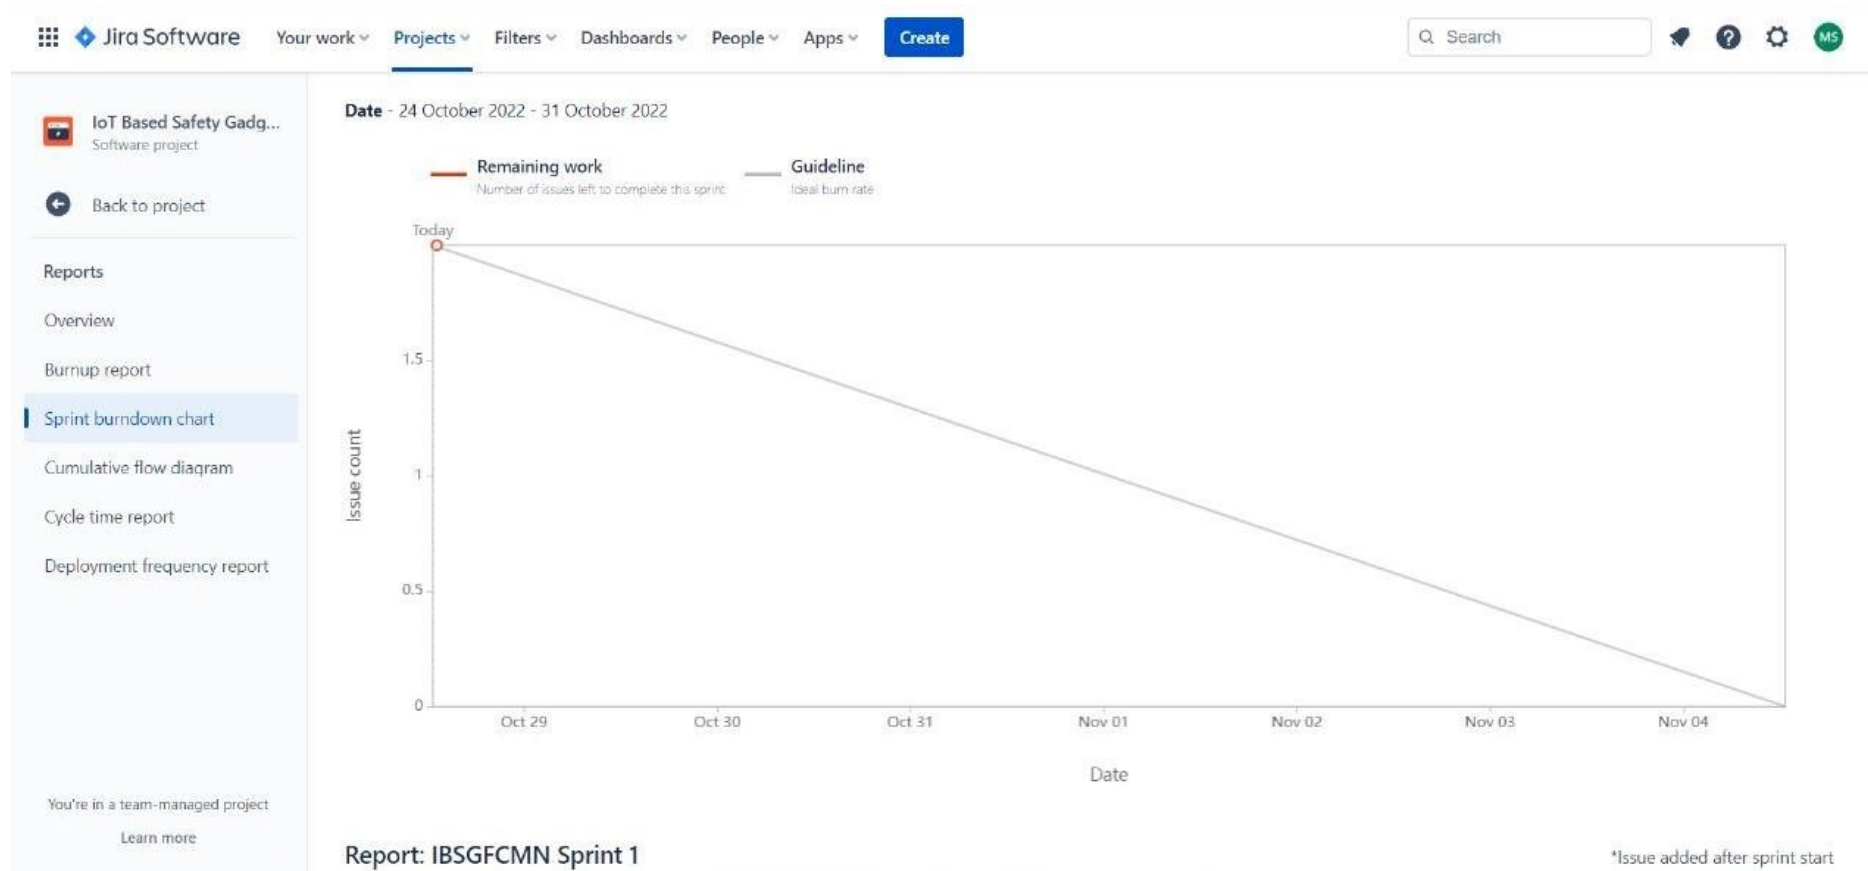 Jira Software Your work Projects Filters Dashboards People Apps Create Search MS
IoT Based Safety Gadg...
Software project
Back to project
Reports
Overview
Burnup report
Sprint burndown chart
Cumulative flow diagram
Cycle time report
Deployment frequency report
You're in a team-managed project
Learn more
Date - 24 October 2022 - 31 October 2022
Remaining work
Number of issues left to complete this sprint
Guideline
Ideal burn rate
Today
1.5
1
0.5
0
Issue count
Oct 29 Oct 30 Oct 31 Nov 01 Nov 02 Nov 03 Nov 04
Date
Report: IBSGFCMN Sprint 1
*Issue added after sprint start